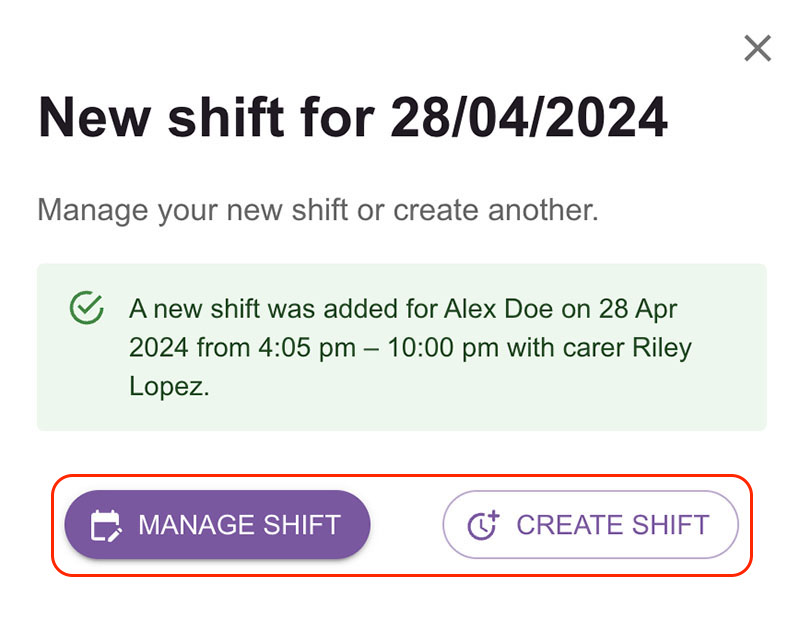 New shift for 28/04/2024
Manage your new shift or create another.
A new shift was added for Alex Doe on 28 Apr
2024 from 4:05 pm – 10:00 pm with carer Riley
Lopez.
MANAGE SHIFT
CREATE SHIFT